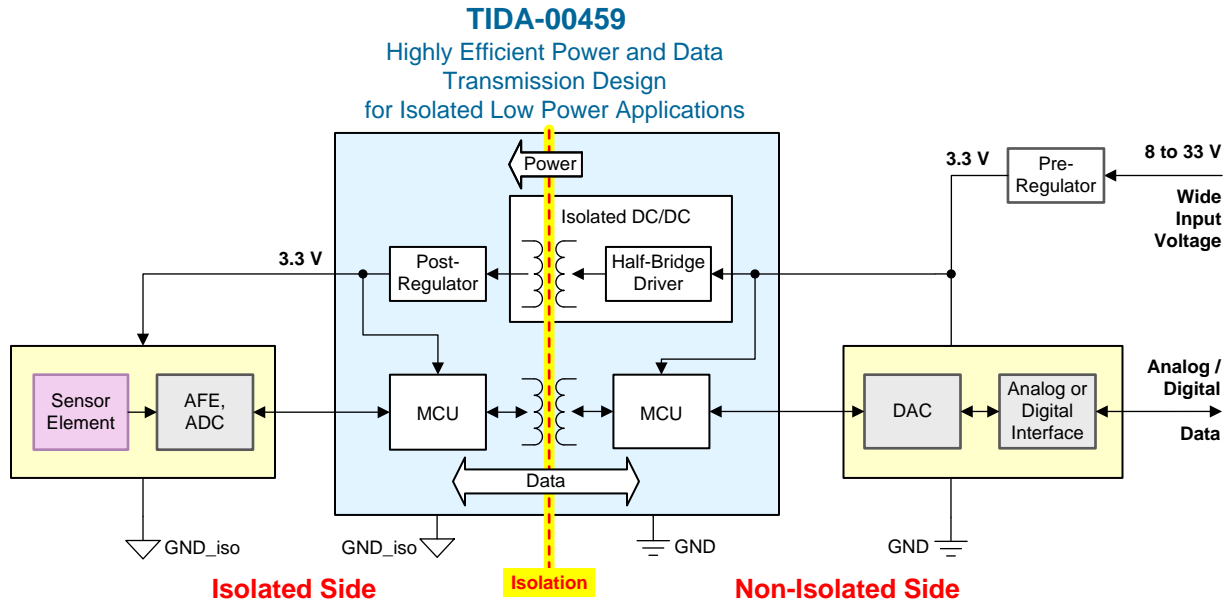 TIDA-00459
Highly Efficient Power and Data
Transmission Design
for Isolated Low Power Applications
Power
3.3 V
Pre-
Regulator
8 to 33 V
Wide
Input
Voltage
Isolated DC/DC
3.3 V
Post-
Regulator
Half-Bridge
Driver
Sensor
Element
AFE,
ADC
MCU
MCU
DAC
Analog or
Digital
Interface
Analog /
Digital
Data
Data
GND_iso
GND_iso
GND
GND
Isolated Side
Isolation
Non-Isolated Side